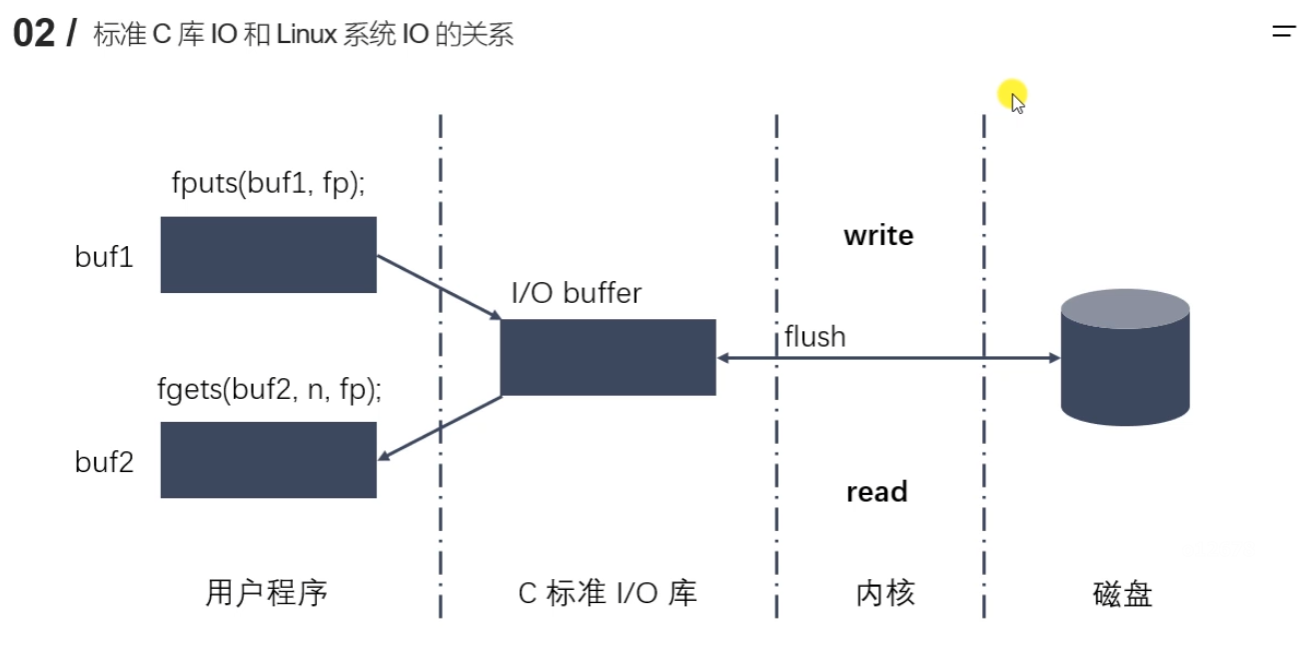 02 / 标准 C 库 IO 和 Linux 系统 IO 的关系
fputs(buf1, fp);
buf1
write
I/O buffer
flush
fgets(buf2, n, fp);
buf2
read
用户程序
C 标准 I/O 库
内核
磁盘